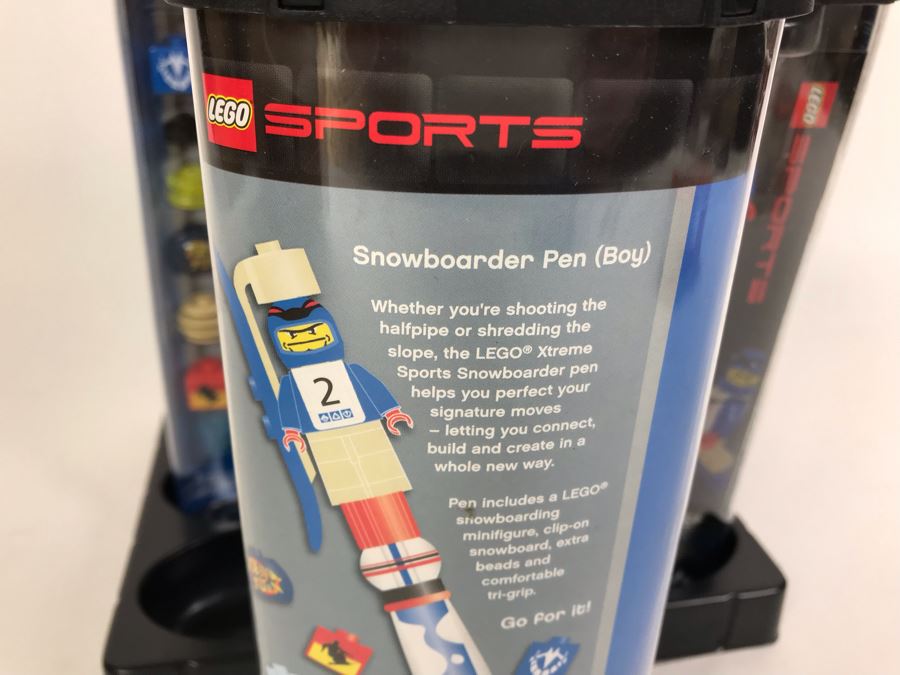 LEGO SPORTS
Snowboarder Pen (Boy)
Whether you're shooting the
halfpipe or shredding the
slope, the LEGO® Xtreme
Sports Snowboarder pen
helps you perfect your
signature moves
– letting you connect,
build and create in a
whole new way.
Pen includes a LEGO®
snowboarding
minifigure, clip-on
snowboard, extra
beads and
comfortable
tri-grip.
Go for it!
2
LEGO SPORTS